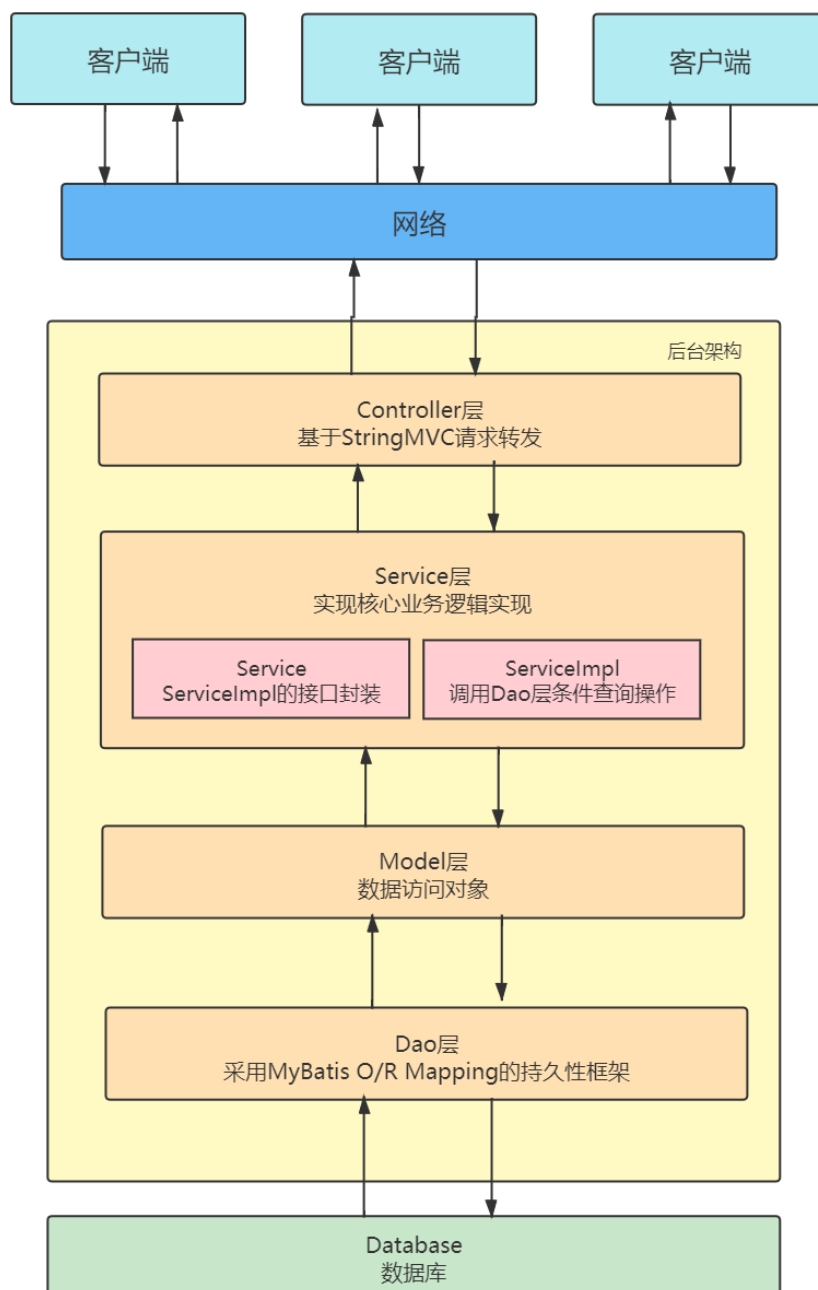 客户端
客户端
客户端
网络
后台架构
Controller层
基于StringMVC请求转发
Service层
实现核心业务逻辑实现
Service
ServiceImpl的接口封装
ServiceImpl
调用Dao层条件查询操作
Model层
数据访问对象
Dao层
采用MyBatis O/R Mapping的持久性框架
Database
数据库